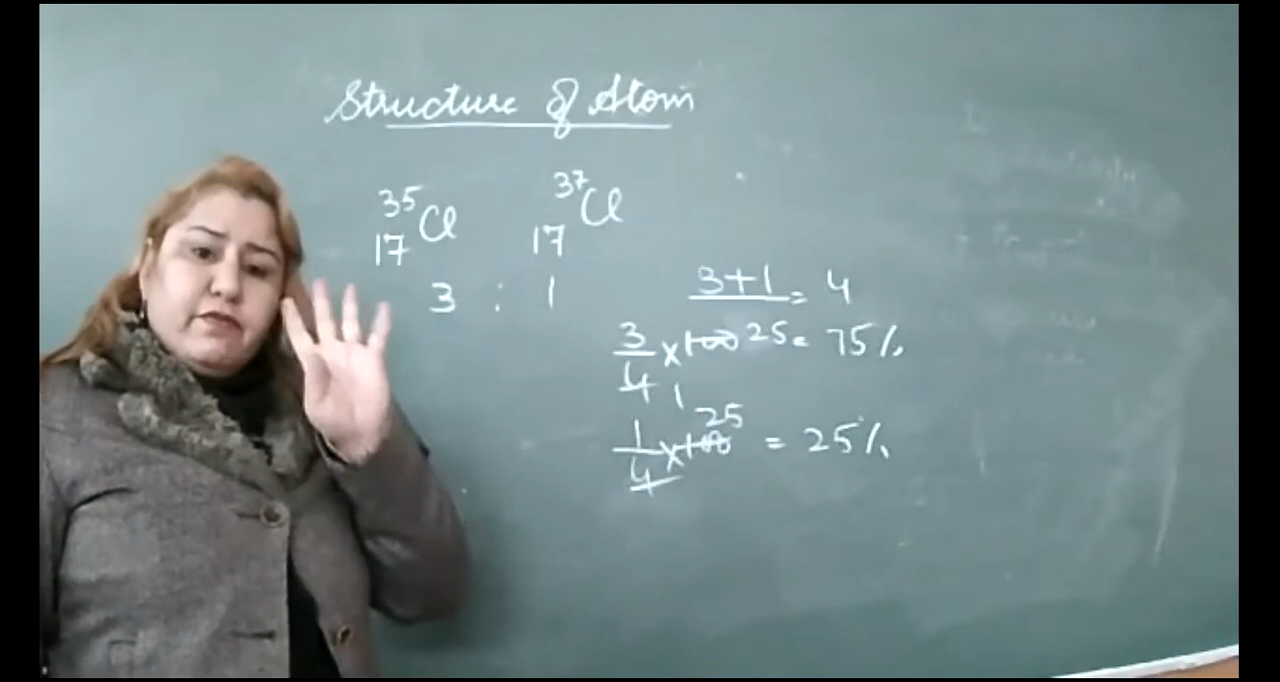 Structure of Atom
35 17 Cl 37 17 Cl
3 : 1
3+1 = 4
3/4 × 100 25 = 75%
1
25
1/4 × 100 = 25%